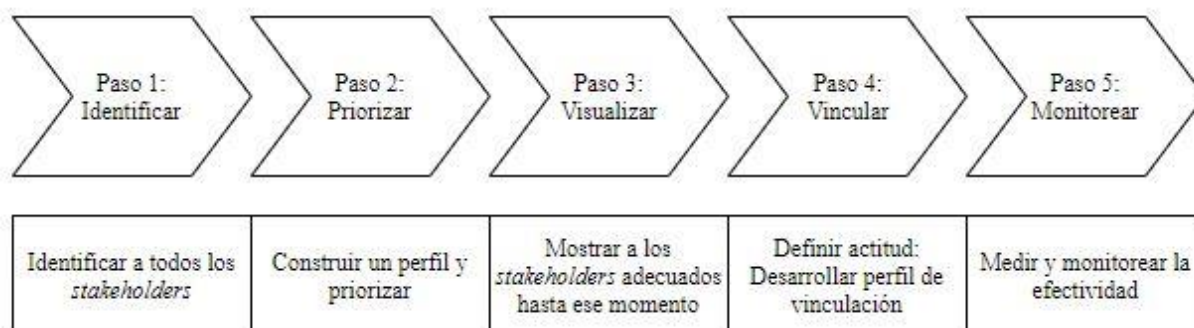 Paso 1:
Identificar
Paso 2:
Priorizar
Paso 3:
Visualizar
Paso 4:
Vincular
Paso 5:
Monitorear
Identificar a todos los
stakeholders
Construir un perfil y
priorizar
Mostrar a los
stakeholders adecuados
hasta ese momento
Definir actitud:
Desarrollar perfil de
vinculación
Medir y monitorear la
efectividad